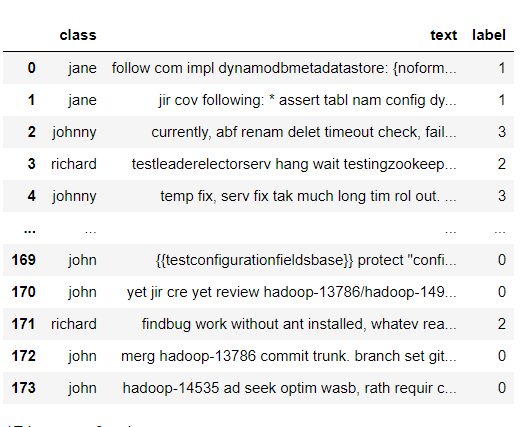 class text label
0 jane follow com impl dynamodbmetadatastore: {noform... 1
1 jane jir cov following: * assert tabl nam config dy... 1
2 johnny currently, abf renam delet timeout check, fail... 3
3 richard testleaderelectorserv hang wait testingzookeep... 2
4 johnny temp fix, serv fix tak much long tim rol out. ... 3
... ... ... ...
169 john {{testconfigurationfieldsbase}} protect "confi... 0
170 john yet jir cre yet review hadoop-13786/hadoop-149... 0
171 richard findbug work without ant installed, whatev rea... 2
172 john merg hadoop-13786 commit trunk. branch set git... 0
173 john hadoop-14535 ad seek optim wasb, rath requir c... 0